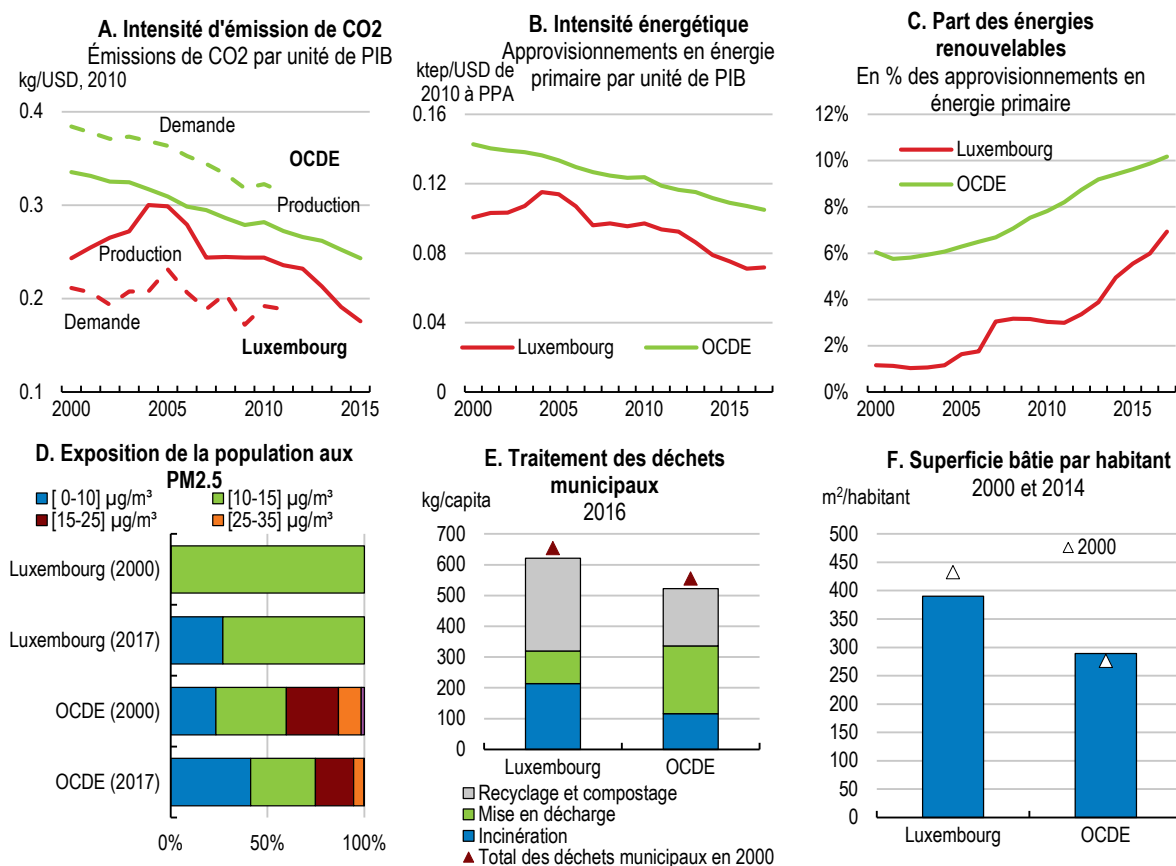 A. Intensité d'émission de CO2
Émissions de CO2 par unité de PIB
kg/USD, 2010
0.4
0.3
0.2
0.1
Demande
OCDE
Production
Production
Demande
Luxembourg
2000 2005 2010 2015
B. Intensité énergétique
Approvisionnements en énergie
primaire par unité de PIB
ktep/USD de
2010 à PPA
0.16
0.12
0.08
0.04
0
Luxembourg OCDE
2000 2005 2010 2015
C. Part des énergies
renouvelables
En % des approvisionnements en
énergie primaire
12%
10%
8%
6%
4%
2%
0%
Luxembourg
OCDE
2000 2005 2010 2015
D. Exposition de la population aux
PM2.5
[ 0-10] µg/m³ [10-15] µg/m³
[15-25] µg/m³ [25-35] µg/m³
Luxembourg (2000)
Luxembourg (2017)
OCDE (2000)
OCDE (2017)
0% 50% 100%
E. Traitement des déchets
municipaux
2016
kg/capita
700
600
500
400
300
200
100
0
Luxembourg OCDE
Recyclage et compostage
Mise en décharge
Incinération
Total des déchets municipaux en 2000
F. Superficie bâtie par habitant
2000 et 2014
m²/habitant
500
450
400
350
300
250
200
150
100
50
0
2000
Luxembourg OCDE